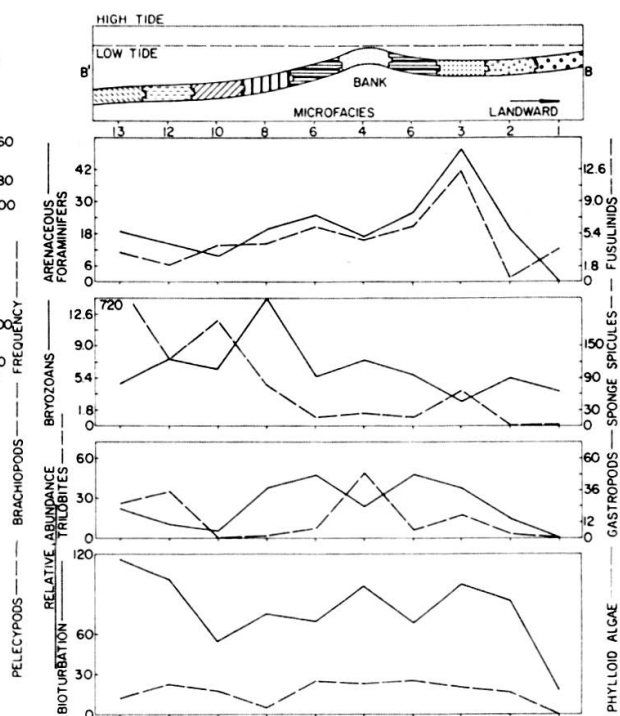 HIGH TIDE
LOW TIDE
B'
B
BANK
MICROFACIES
LANDWARD
13 12 10 8 6 4 6 3 2 1
42
30
18
6
0
ARENACEOUS
FORAMINIFERS
12.6
9.0
5.4
1.8
0
FUSULINIDS
720
12.6
9.0
5.4
1.8
0
BRYOZOANS
150
90
30
0
SPONGE SPICULES
60
30
0
RELATIVE ABUNDANCE
TRILOBITES
60
36
12
0
GASTROPODS
120
60
30
0
BIOTURBATION
PHYLLOID ALGAE
FREQUENCY
BRACHIOPODS
PELECYPODS